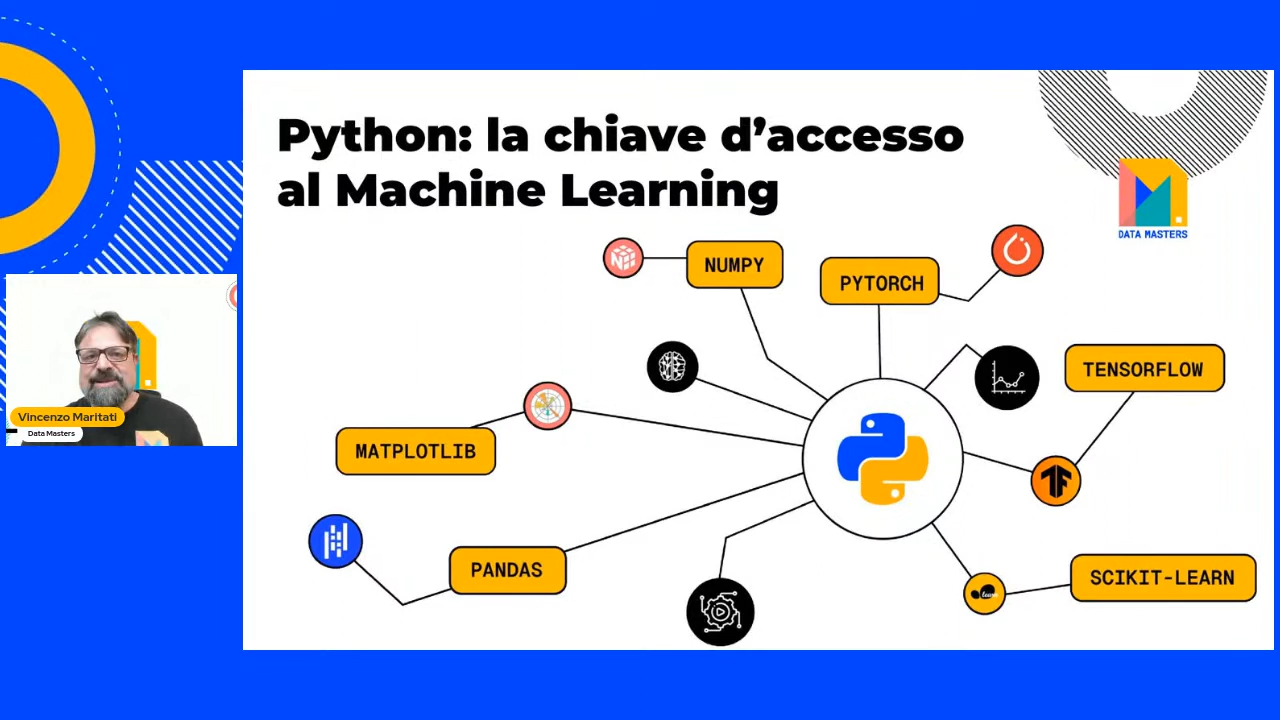 Python: la chiave d’accesso
al Machine Learning
DATA MASTERS
NUMPY
PYTORCH
TENSORFLOW
MATPLOTLIB
PANDAS
SCIKIT-LEARN
learn
Vincenzo Maritati
Data Masters